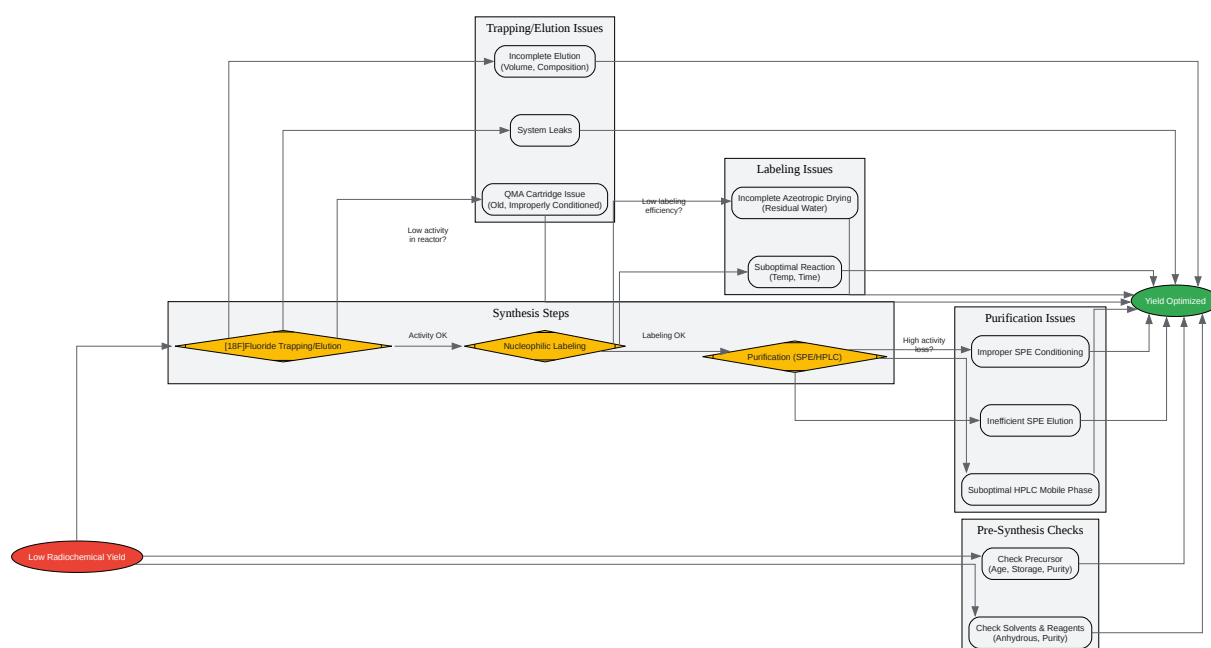 Trapping/Elution Issues
Incomplete Elution
(Volume, Composition)
System Leaks
QMA Cartridge Issue
(Old, Improperly Conditioned)
Low activity
in reactor?
Labeling Issues
Low labeling
efficiency?
Incomplete Azeotropic Drying
(Residual Water)
Suboptimal Reaction
(Temp, Time)
Yield Optimized
Synthesis Steps
[18F]Fluoride Trapping/Elution
Activity OK
Nucleophilic Labeling
Labeling OK
Purification (SPE/HPLC)
High activity
loss?
Purification Issues
Improper SPE Conditioning
Inefficient SPE Elution
Suboptimal HPLC Mobile Phase
Low Radiochemical Yield
Pre-Synthesis Checks
Check Precursor
(Age, Storage, Purity)
Check Solvents & Reagents
(Anhydrous, Purity)